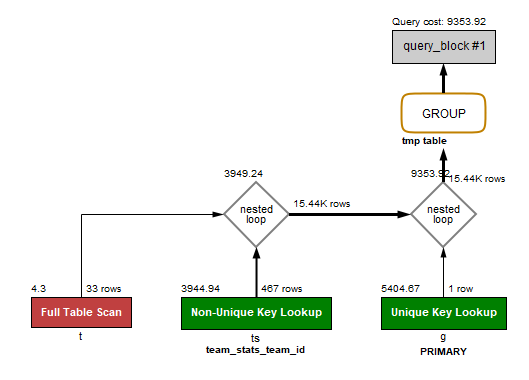 Query cost: 9353.92
query_block #1
GROUP
tmp table
3949.24
9353.92
15.44K rows
nested
loop
15.44K rows
nested
loop
4.3
33 rows
3944.94
467 rows
5404.67
1 row
Full Table Scan
Non-Unique Key Lookup
Unique Key Lookup
t
ts
g
team_stats_team_id
PRIMARY